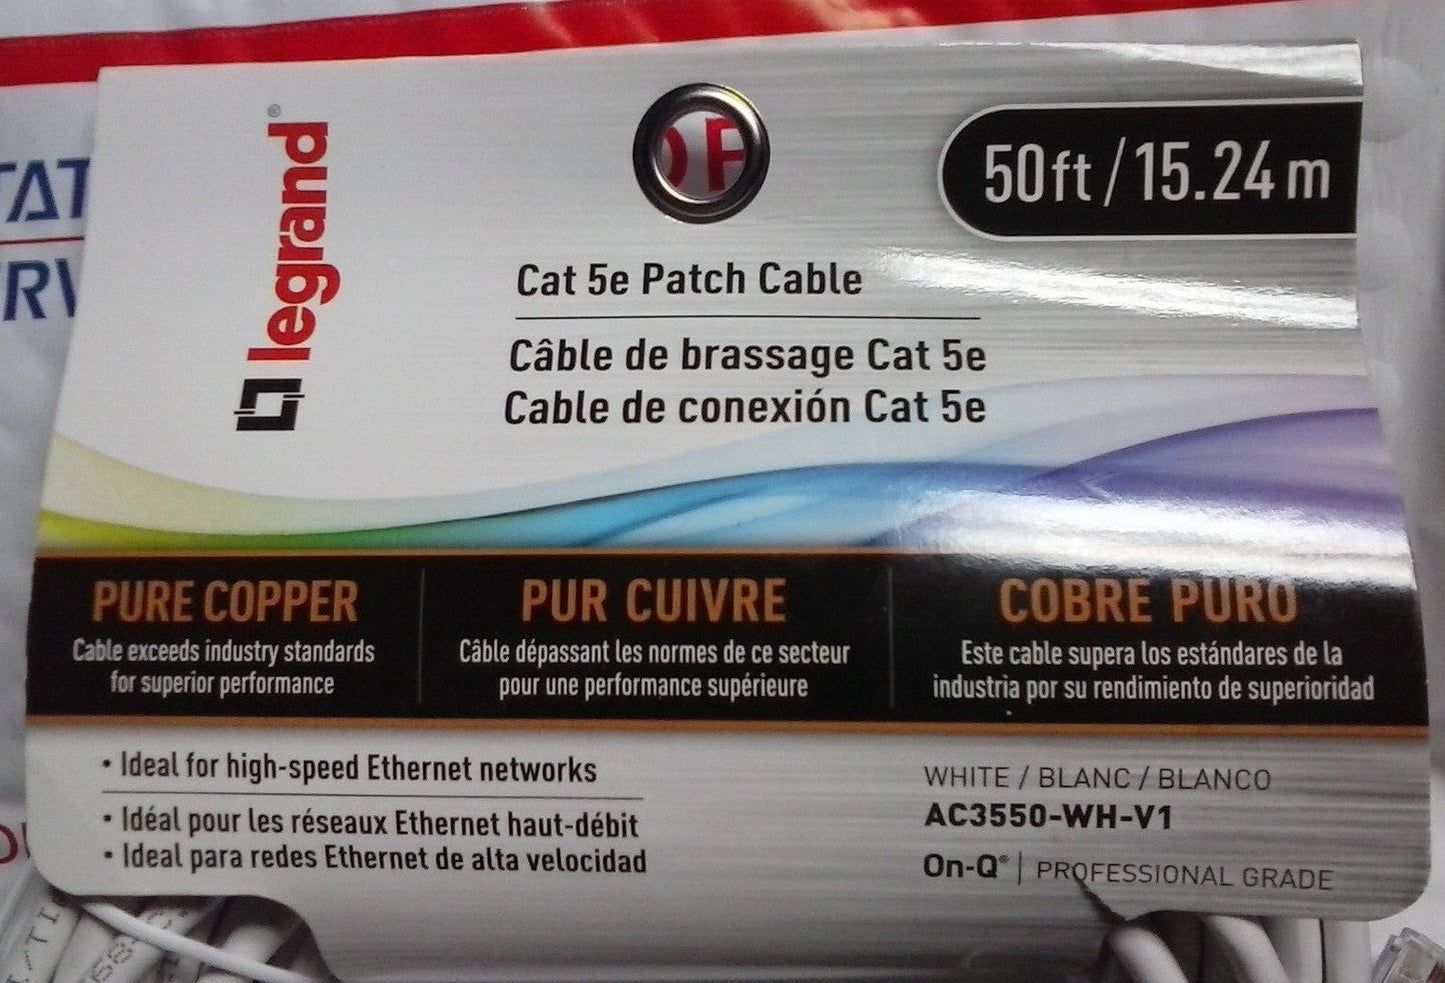 legrand®
50ft / 15.24 m
Cat 5e Patch Cable
Câble de brassage Cat 5e
Cable de conexión Cat 5e
PURE COPPER
Cable exceeds industry standards
for superior performance
PUR CUIVRE
Câble dépassant les normes de ce secteur
pour une performance supérieure
COBRE PURO
Este cable supera los estándares de la
industria por su rendimiento de superioridad
• Ideal for high-speed Ethernet networks
• Idéal pour les réseaux Ethernet haut-débit
• Ideal para redes Ethernet de alta velocidad
WHITE / BLANC / BLANCO
AC3550-WH-V1
On-Q® | PROFESSIONAL GRADE